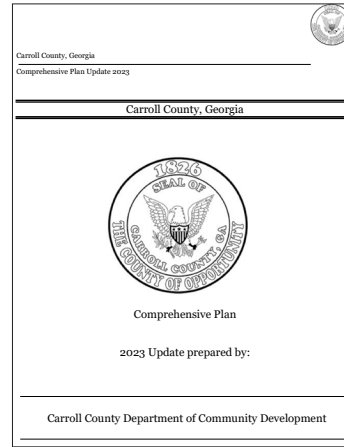 Carroll County, Georgia
Comprehensive Plan Update 2023
Carroll County, Georgia
1826
SEAL OF
CARROLL COUNTY, GA
THE COUNTY OF OPPORTUNITY
Comprehensive Plan
2023 Update prepared by:
Carroll County Department of Community Development